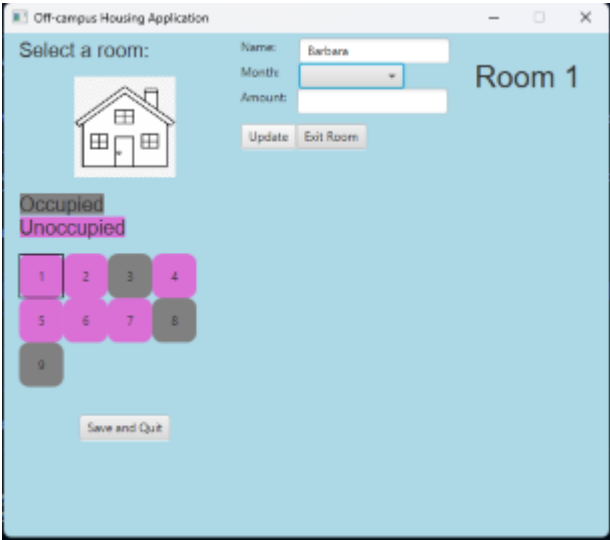 Off-campus Housing Application
Select a room:
Name: Barbara
Month:
Amount:
Update Exit Room
Room 1
Occupied
Unoccupied
1 2 3 4
5 6 7 8
9
Save and Quit